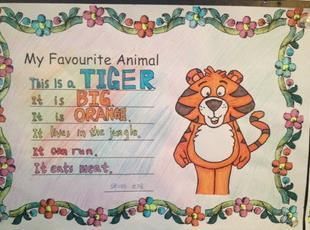 My Favourite Animal
This is a TIGER
It is BIG.
It is ORANGE.
It lives in the jungle.
It can run.
It eats meat.